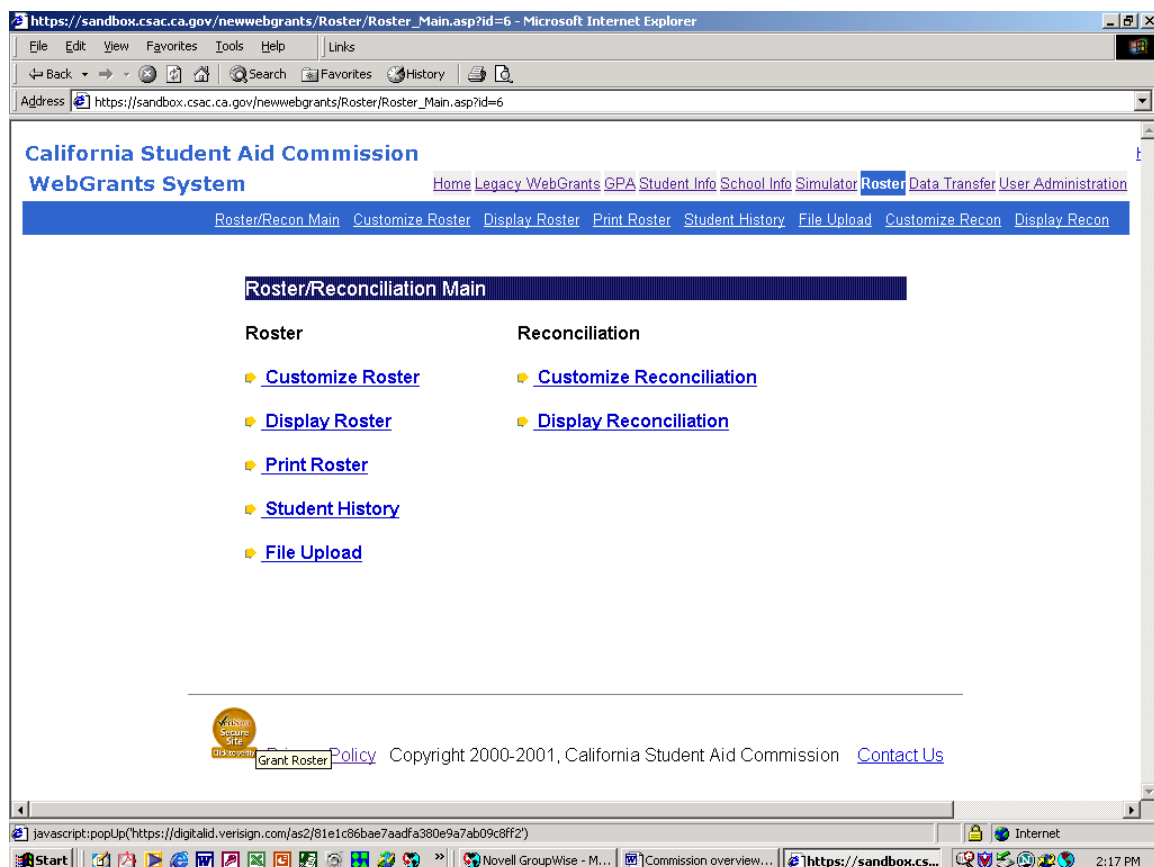 https://sandbox.csac.ca.gov/newwebgrants/Roster/Roster_Main.asp?id=6 - Microsoft Internet Explorer
File Edit View Favorites Tools Help Links
Back Search Favorites History
Address https://sandbox.csac.ca.gov/newwebgrants/Roster/Roster_Main.asp?id=6
California Student Aid Commission
WebGrants System
Home Legacy WebGrants GPA Student Info School Info Simulator Roster Data Transfer User Administration
Roster/Recon Main Customize Roster Display Roster Print Roster Student History File Upload Customize Recon Display Recon
Roster/Reconciliation Main
Roster Reconciliation
Customize Roster Customize Reconciliation
Display Roster Display Reconciliation
Print Roster
Student History
File Upload
VeriSign
Secure
Site
Click to verify
Grant Roster Policy Copyright 2000-2001, California Student Aid Commission Contact Us
javascript:popUp('https://digitalid.verisign.com/as2/81e1c86bae7aadfa380e9a7ab09c8ff2') Internet
Start » Novell GroupWise - M... Commission overview... https://sandbox.cs... 2:17 PM